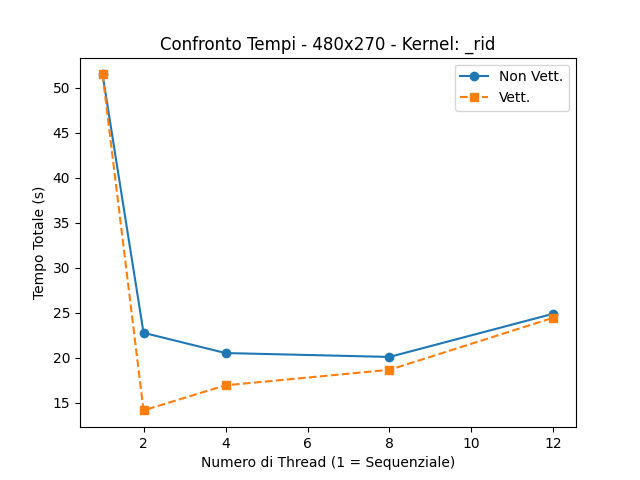 Confronto Tempi - 480x270 - Kernel: _rid
Non Vett.
Vett.
Tempo Totale (s)
50
45
40
35
30
25
20
15
2 4 6 8 10 12
Numero di Thread (1 = Sequenziale)